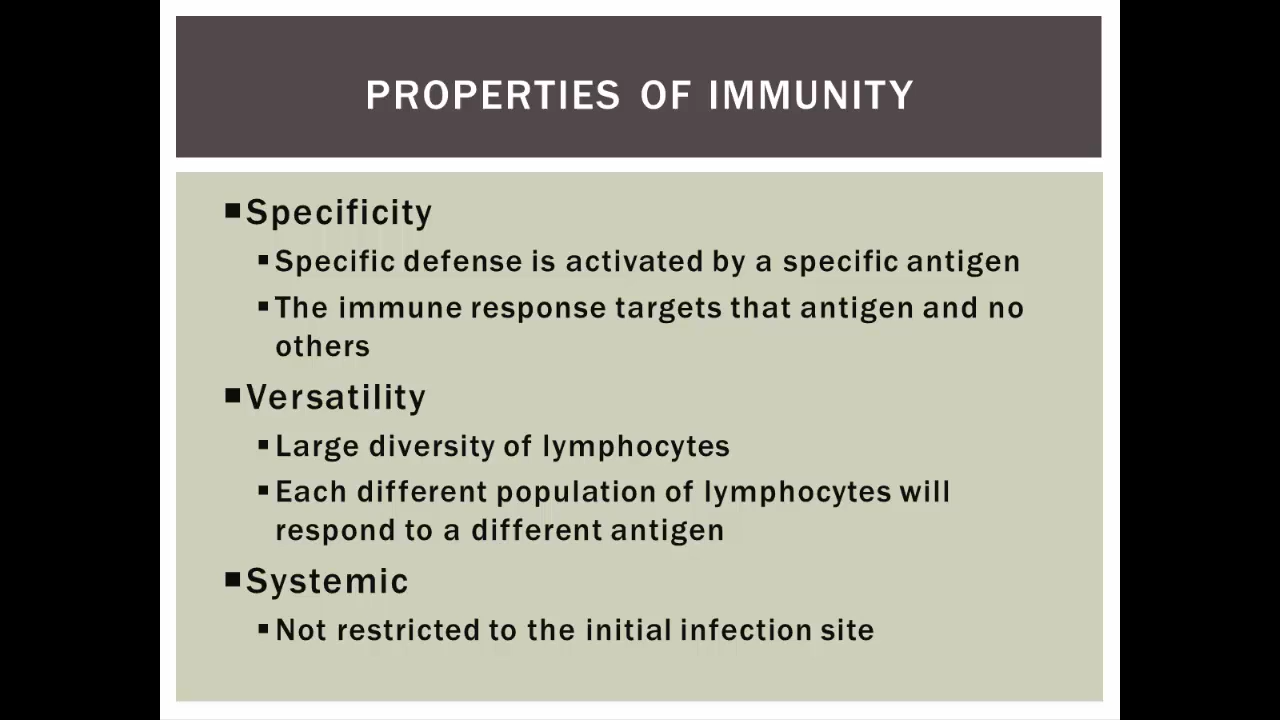 PROPERTIES OF IMMUNITY
▪Specificity
▪Specific defense is activated by a specific antigen
▪The immune response targets that antigen and no
others
▪Versatility
▪Large diversity of lymphocytes
▪Each different population of lymphocytes will
respond to a different antigen
▪Systemic
▪Not restricted to the initial infection site